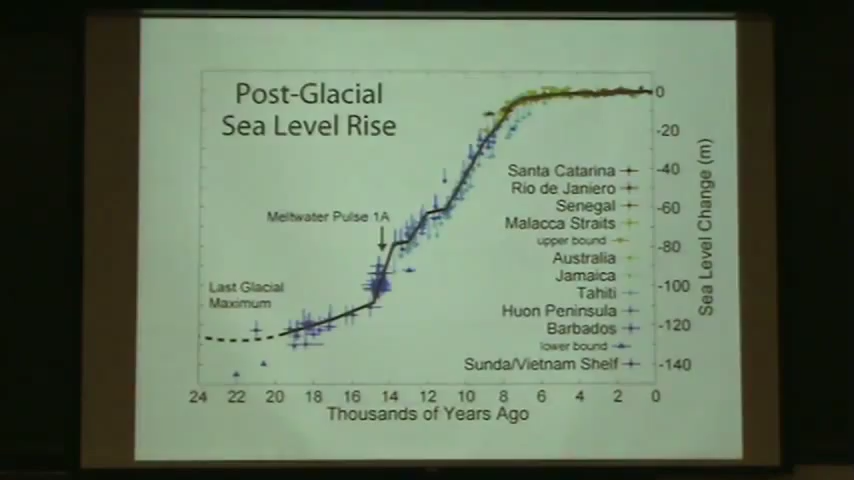 Post-Glacial
Sea Level Rise
Meltwater Pulse 1A
Last Glacial
Maximum
Santa Catarina
Rio de Janiero
Senegal
Malacca Straits
upper bound
Australia
Jamaica
Tahiti
Huon Peninsula
Barbados
lower bound
Sunda/Vietnam Shelf
0
-20
-40
-60
-80
-100
-120
-140
Sea Level Change (m)
24 22 20 18 16 14 12 10 8 6 4 2 0
Thousands of Years Ago